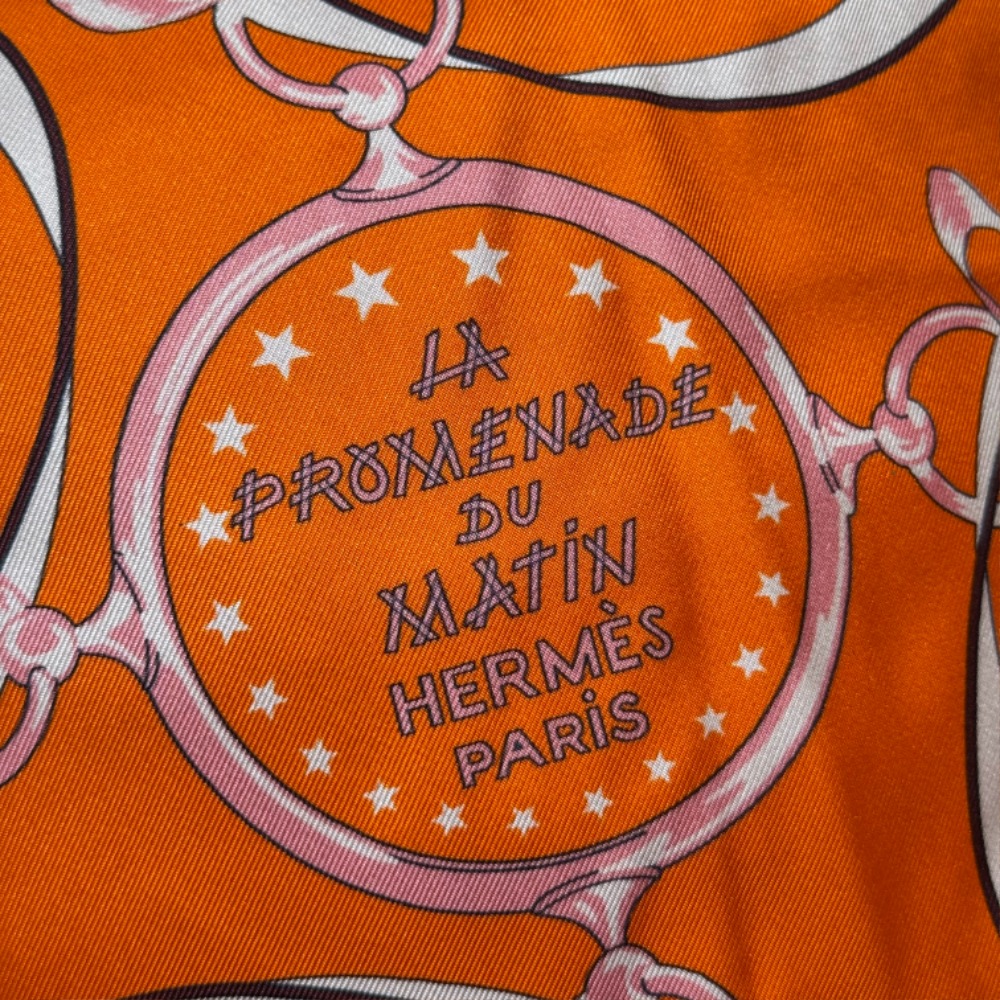 LA
PROMENADE
DU
MATiN
HERMÈS
PARiS